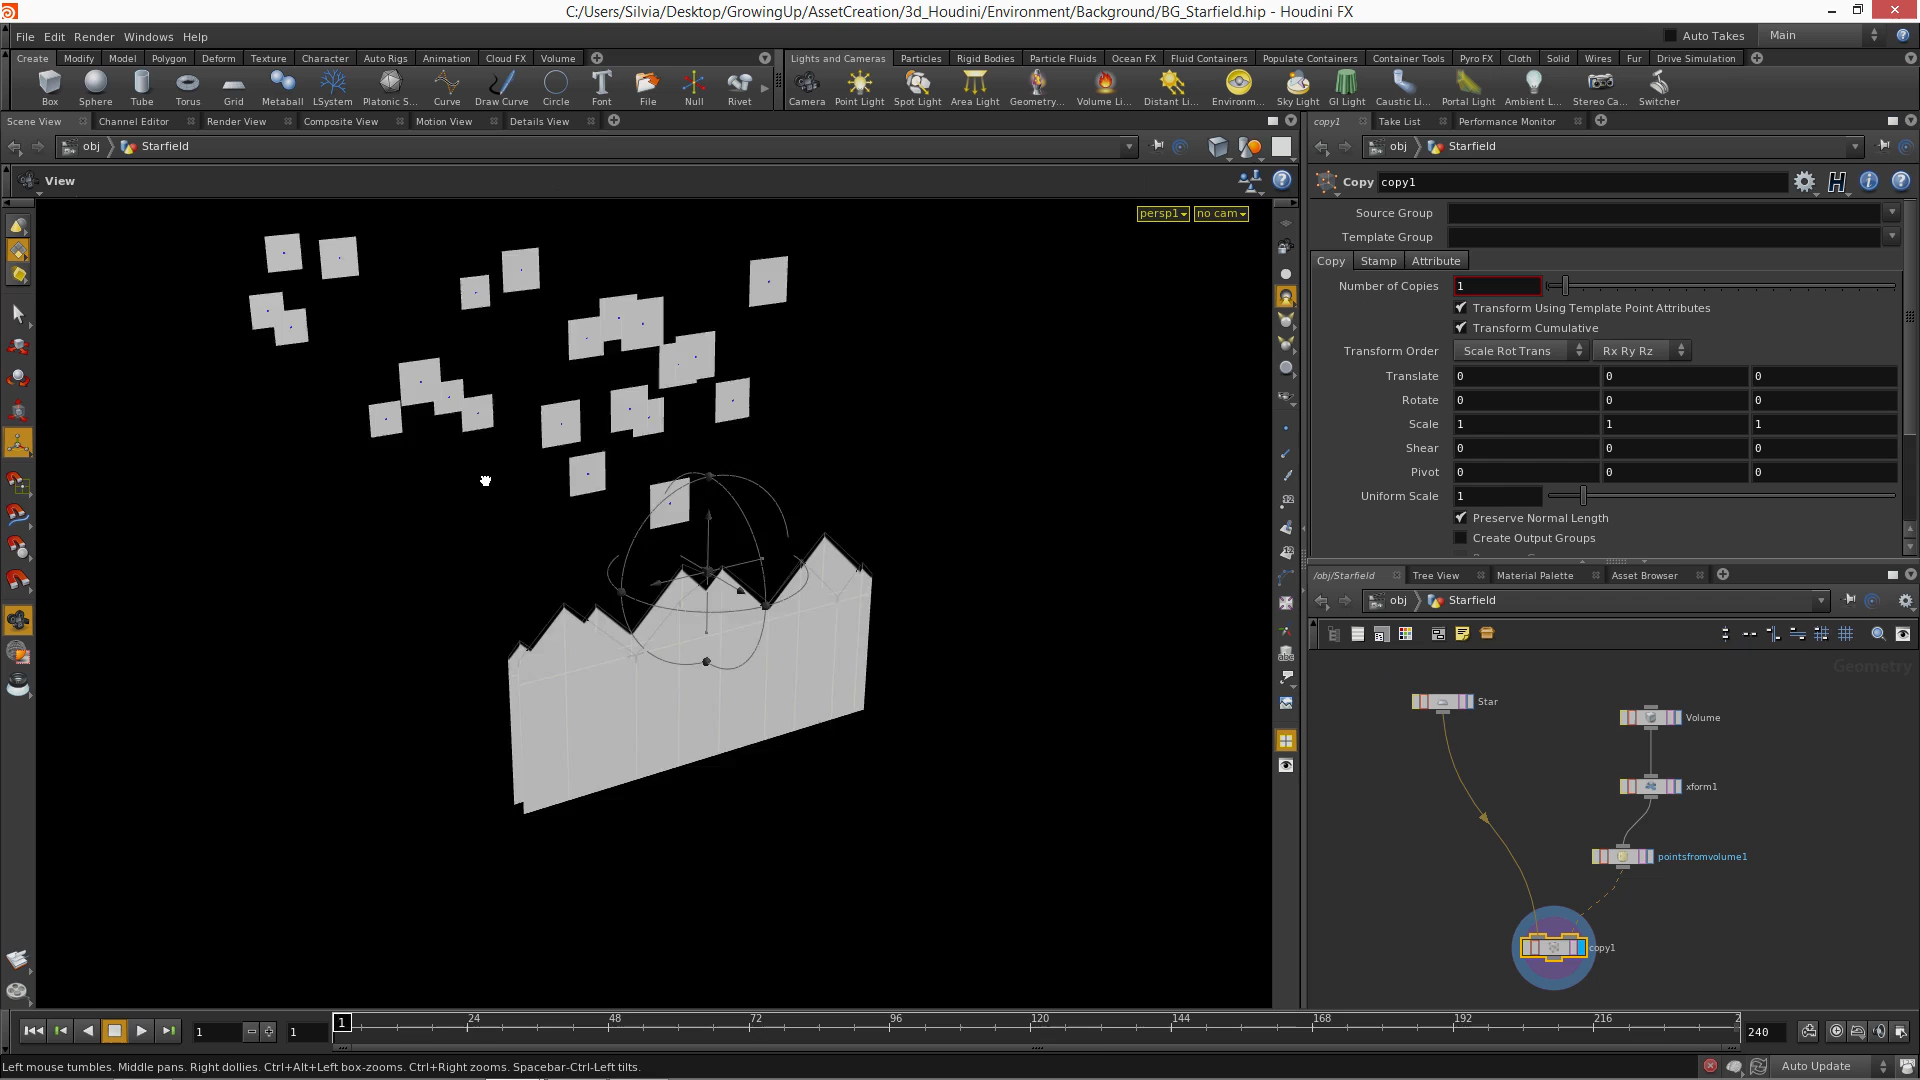 C:/Users/Silvia/Desktop/GrowingUp/AssetCreation/3d_Houdini/Environment/Background/BG_Starfield.hip - Houdini FX
File Edit Render Windows Help
Auto Takes Main
Create Modify Model Polygon Deform Texture Character Auto Rigs Animation Cloud FX Volume
Lights and Cameras Particles Rigid Bodies Particle Fluids Ocean FX Fluid Containers Populate Containers Container Tools Pyro FX Cloth Solid Wires Fur Drive Simulation
Box Sphere Tube Torus Grid Metaball LSystem Platonic S... Curve Draw Curve Circle Font File Null Rivet
Camera Point Light Spot Light Area Light Geometry... Volume Li... Distant Li... Environm... Sky Light GI Light Caustic Li... Portal Light Ambient L... Stereo Ca... Switcher
Scene View Channel Editor Render View Composite View Motion View Details View
copy1 Take List Performance Monitor
obj Starfield
obj Starfield
View
persp1 no cam
Copy copy1
Source Group
Template Group
Copy Stamp Attribute
Number of Copies 1
Transform Using Template Point Attributes
Transform Cumulative
Transform Order Scale Rot Trans Rx Ry Rz
Translate 0 0 0
Rotate 0 0 0
Scale 1 1 1
Shear 0 0 0
Pivot 0 0 0
Uniform Scale 1
Preserve Normal Length
Create Output Groups
/obj/Starfield Tree View Material Palette Asset Browser
obj Starfield
Geometry
Star
Volume
xform1
pointsfromvolume1
copy1
1 1 1 24 48 72 96 120 144 168 192 216 2 240
Left mouse tumbles. Middle pans. Right dollies. Ctrl+Alt+Left box-zooms. Ctrl+Right zooms. Spacebar-Ctrl-Left tilts.
Auto Update